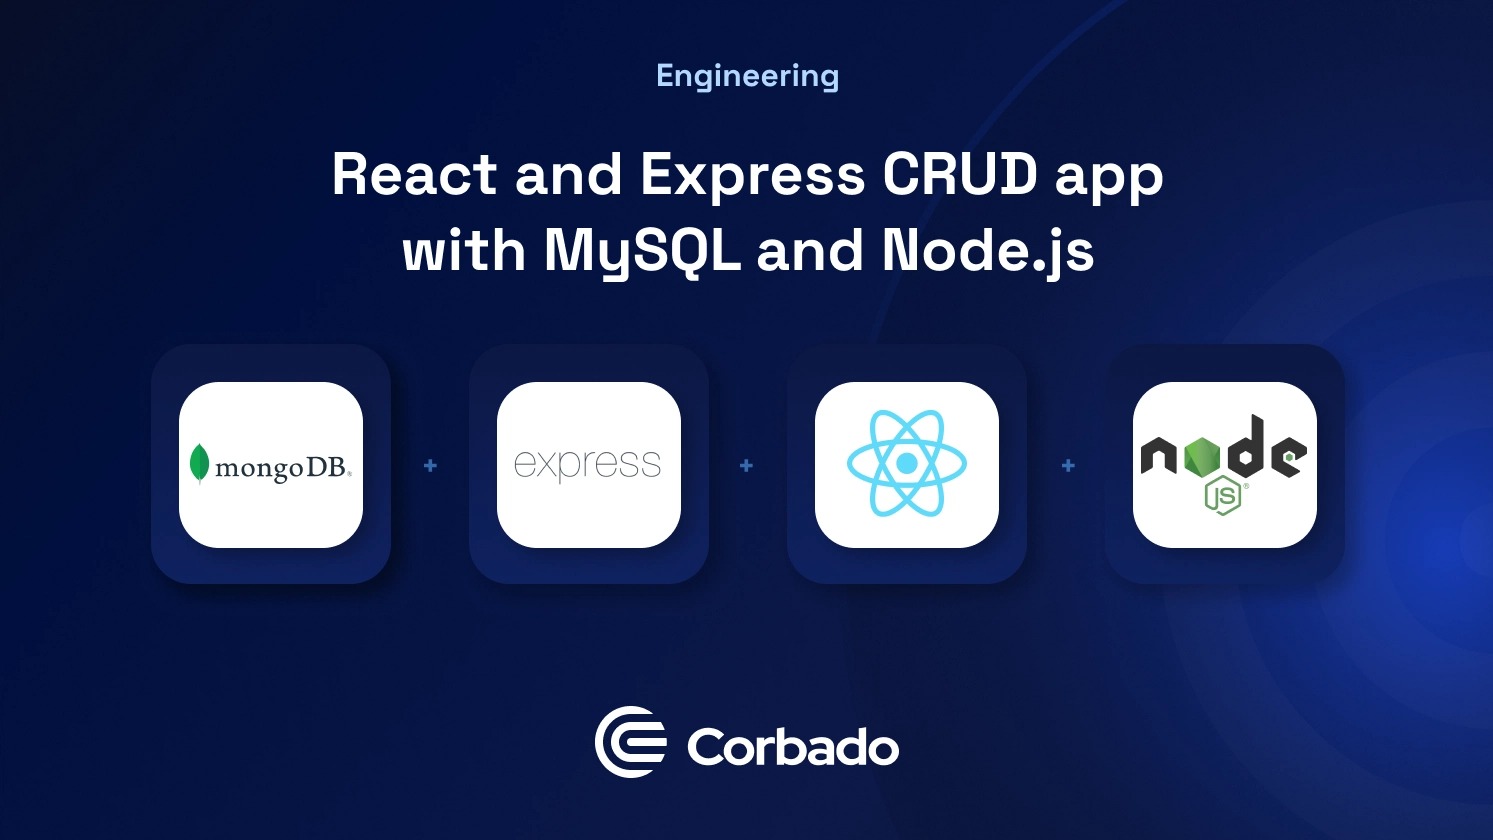 Engineering
React and Express CRUD app
with MySQL and Node.js
mongoDB®
+
express
+
+
node
JS®
Corbado